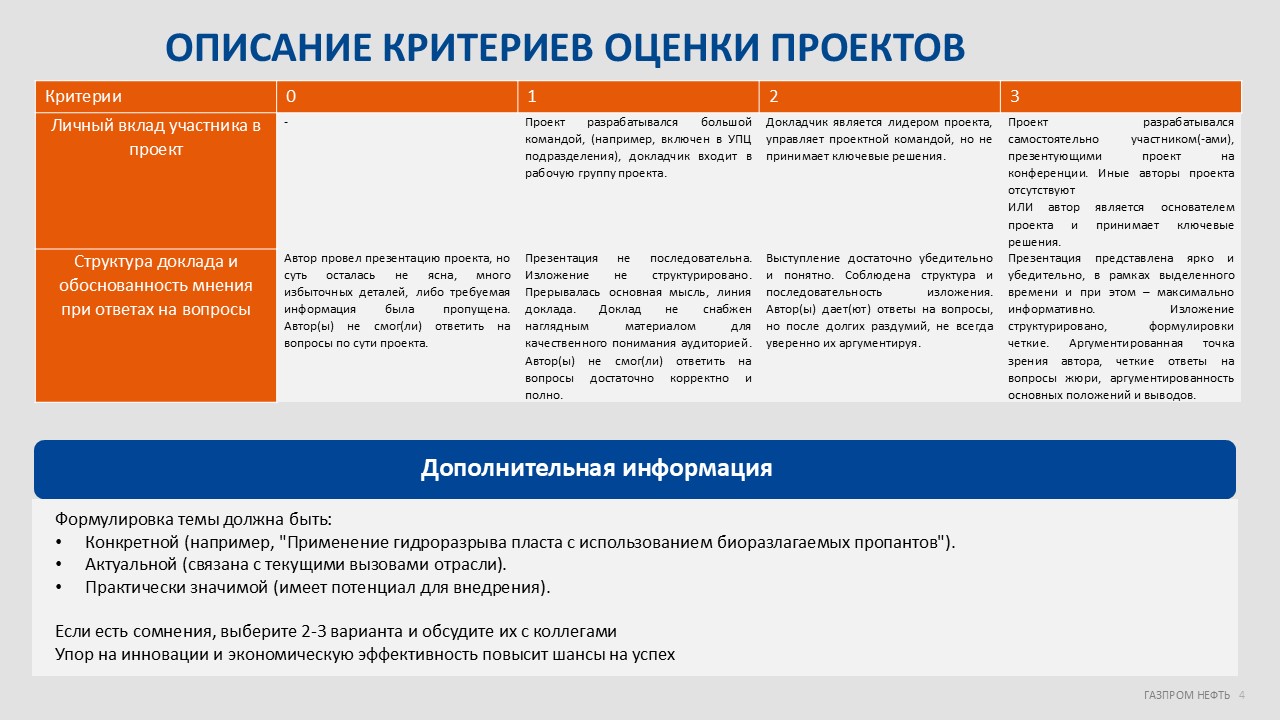 ОПИСАНИЕ КРИТЕРИЕВ ОЦЕНКИ ПРОЕКТОВ
Критерии
0
1
2
3
Личный вклад участника в
проект
-
Проект разрабатывался большой
командой, (например, включен в УПЦ
подразделения), докладчик входит в
рабочую группу проекта.
Докладчик является лидером проекта,
управляет проектной командой, но не
принимает ключевые решения.
Проект разрабатывался
самостоятельно участником(-ами),
презентующими проект на
конференции. Иные авторы проекта
отсутствуют
ИЛИ автор является основателем
проекта и принимает ключевые
решения.
Структура доклада и
обоснованность мнения
при ответах на вопросы
Автор провел презентацию проекта, но
суть осталась не ясна, много
избыточных деталей, либо требуемая
информация была пропущена.
Автор(ы) не смог(ли) ответить на
вопросы по сути проекта.
Презентация не последовательна.
Изложение не структурировано.
Прерывалась основная мысль, линия
доклада. Доклад не снабжен
наглядным материалом для
качественного понимания аудиторией.
Автор(ы) не смог(ли) ответить на
вопросы достаточно корректно и
полно.
Выступление достаточно убедительно
и понятно. Соблюдена структура и
последовательность изложения.
Автор(ы) дает(ют) ответы на вопросы,
но после долгих раздумий, не всегда
уверенно их аргументируя.
Презентация представлена ярко и
убедительно, в рамках выделенного
времени и при этом – максимально
информативно. Изложение
структурировано, формулировки
четкие. Аргументированная точка
зрения автора, четкие ответы на
вопросы жюри, аргументированность
основных положений и выводов.
Дополнительная информация
Формулировка темы должна быть:
• Конкретной (например, "Применение гидроразрыва пласта с использованием биоразлагаемых пропантов").
• Актуальной (связана с текущими вызовами отрасли).
• Практически значимой (имеет потенциал для внедрения).
Если есть сомнения, выберите 2-3 варианта и обсудите их с коллегами
Упор на инновации и экономическую эффективность повысит шансы на успех
ГАЗПРОМ НЕФТЬ 4